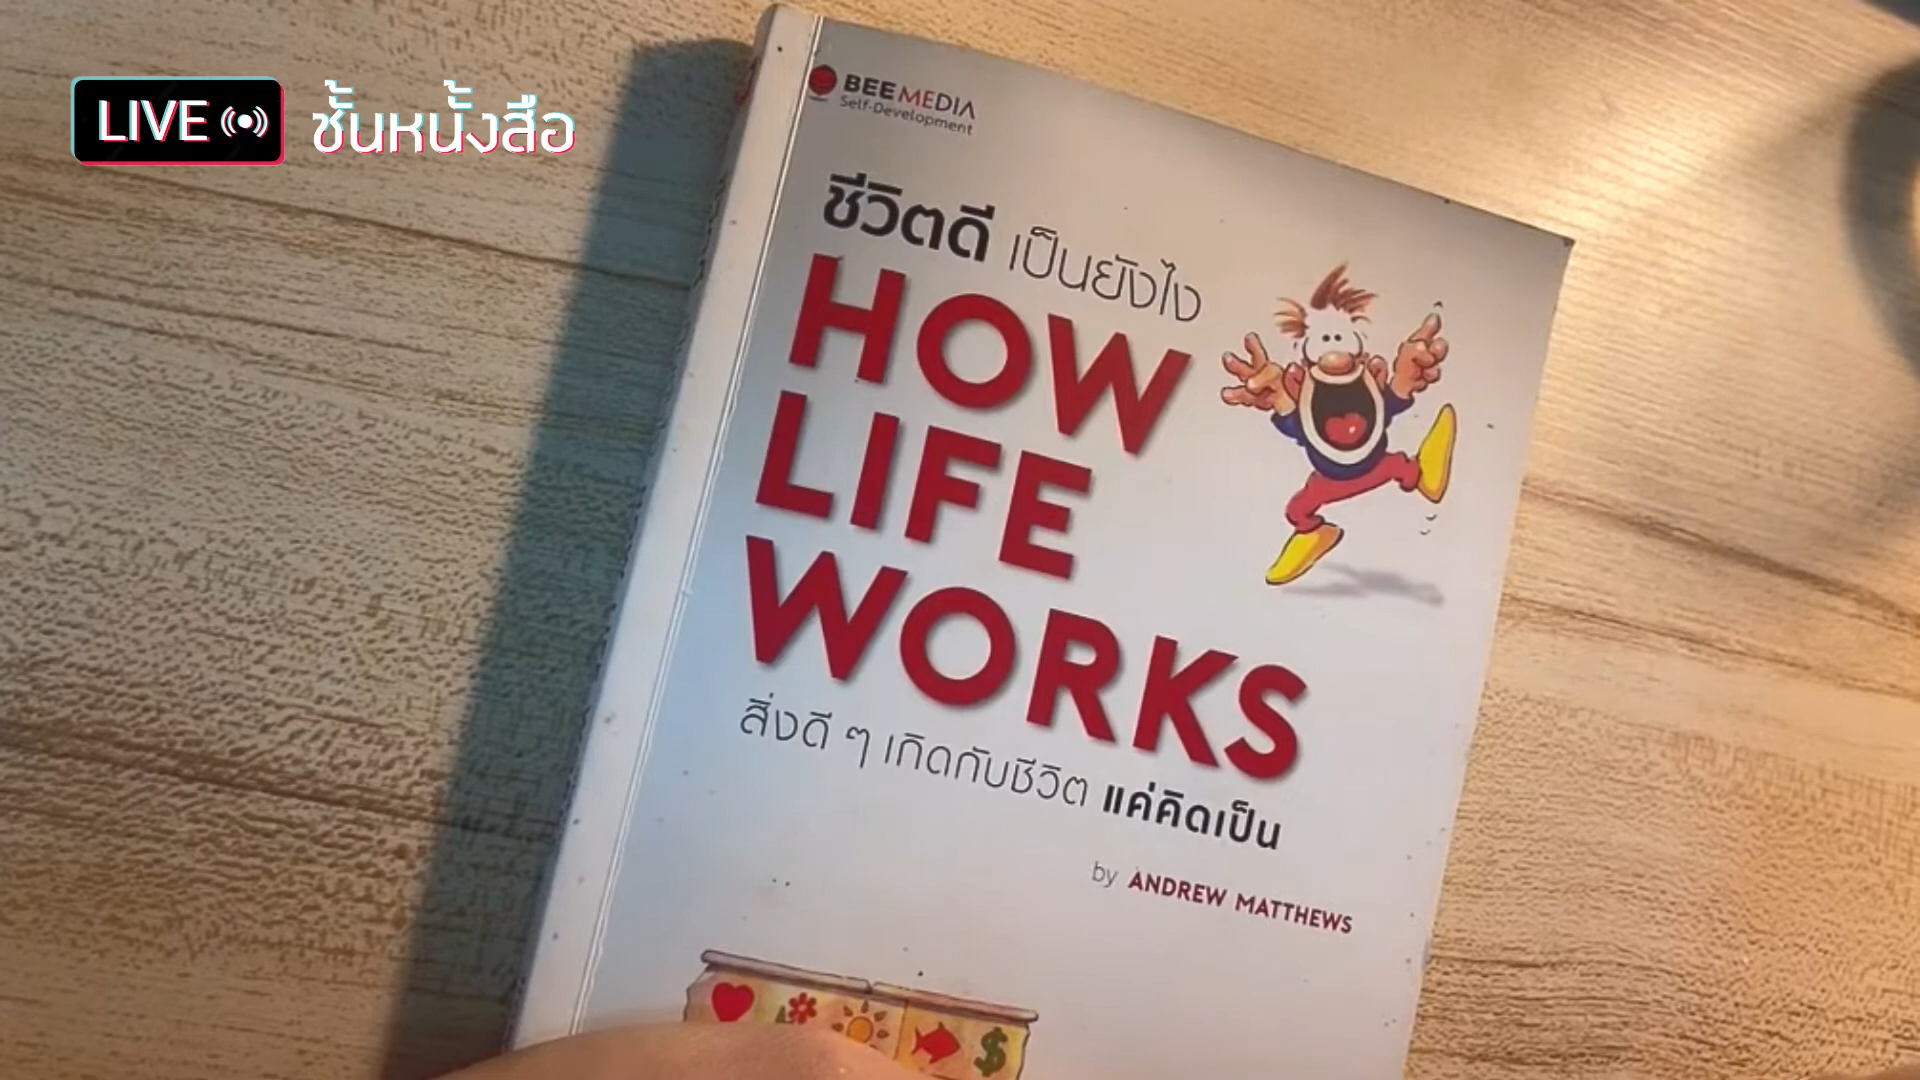 LIVE ชั้นหนั้งสือ
BEE MEDIA
Self-Development
ชีวิตดี เป็นยังไง
HOW
LIFE
WORKS
สิ่งดี ๆ เกิดกับชีวิต แค่คิดเป็น
by ANDREW MATTHEWS
$